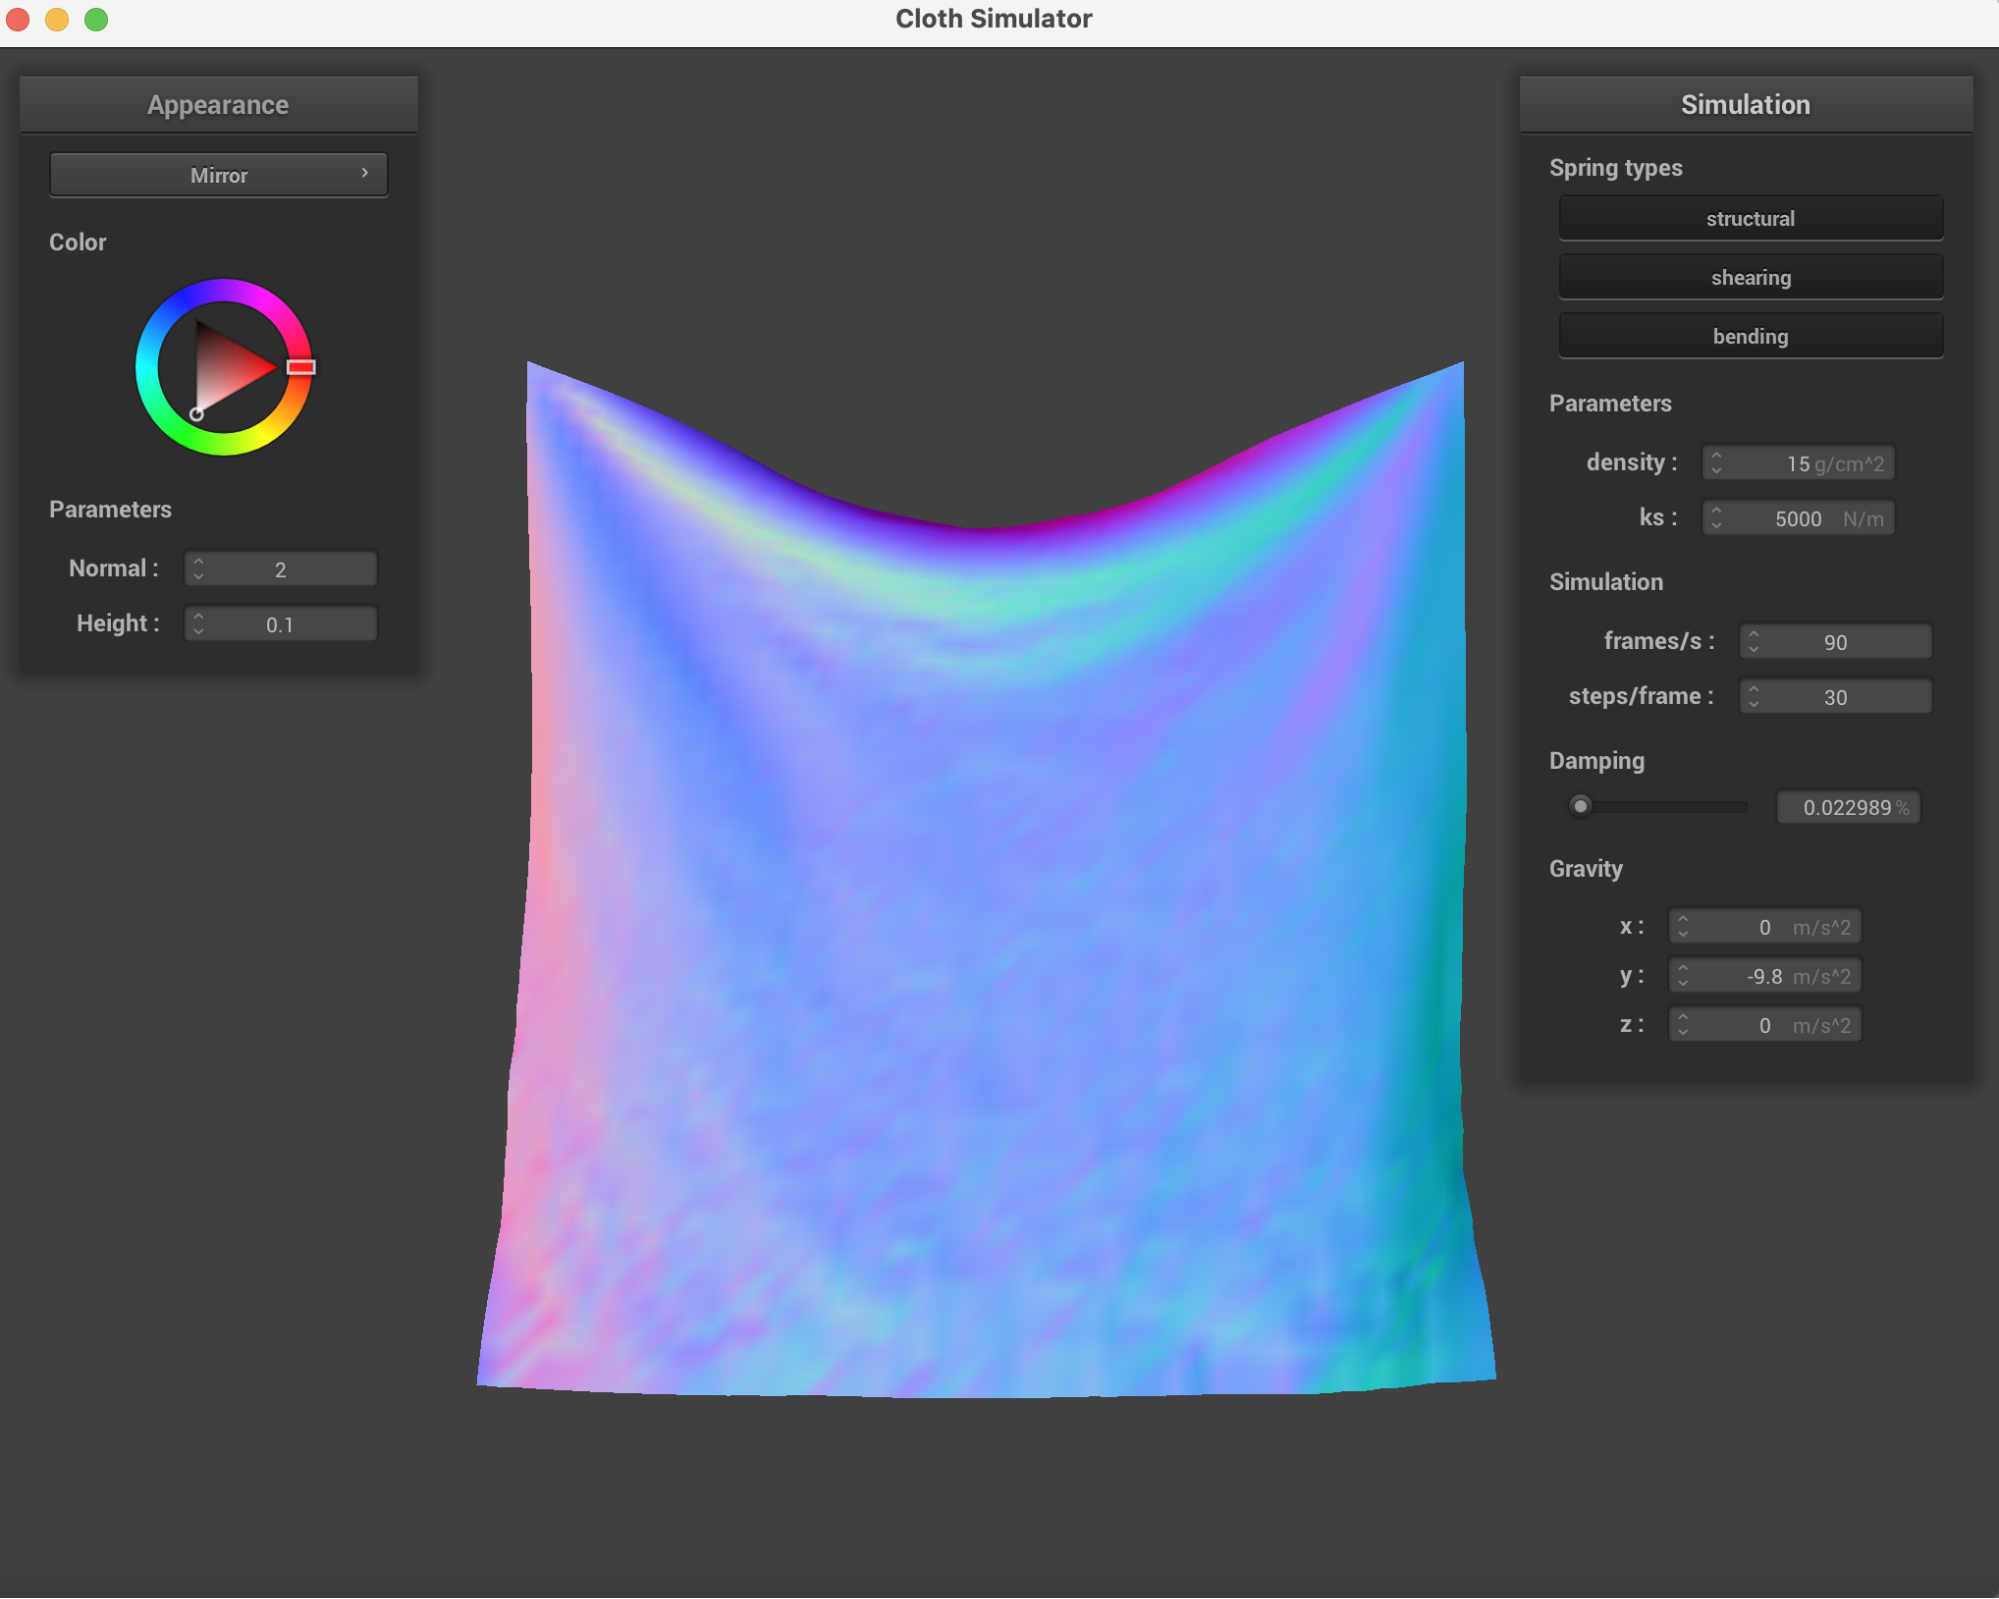 Cloth Simulator
Appearance
Mirror
Color
Parameters
Normal : 2
Height : 0.1
Simulation
Spring types
structural
shearing
bending
Parameters
density : 15 g/cm^2
ks : 5000 N/m
Simulation
frames/s : 90
steps/frame : 30
Damping
0.022989 %
Gravity
x : 0 m/s^2
y : -9.8 m/s^2
z : 0 m/s^2